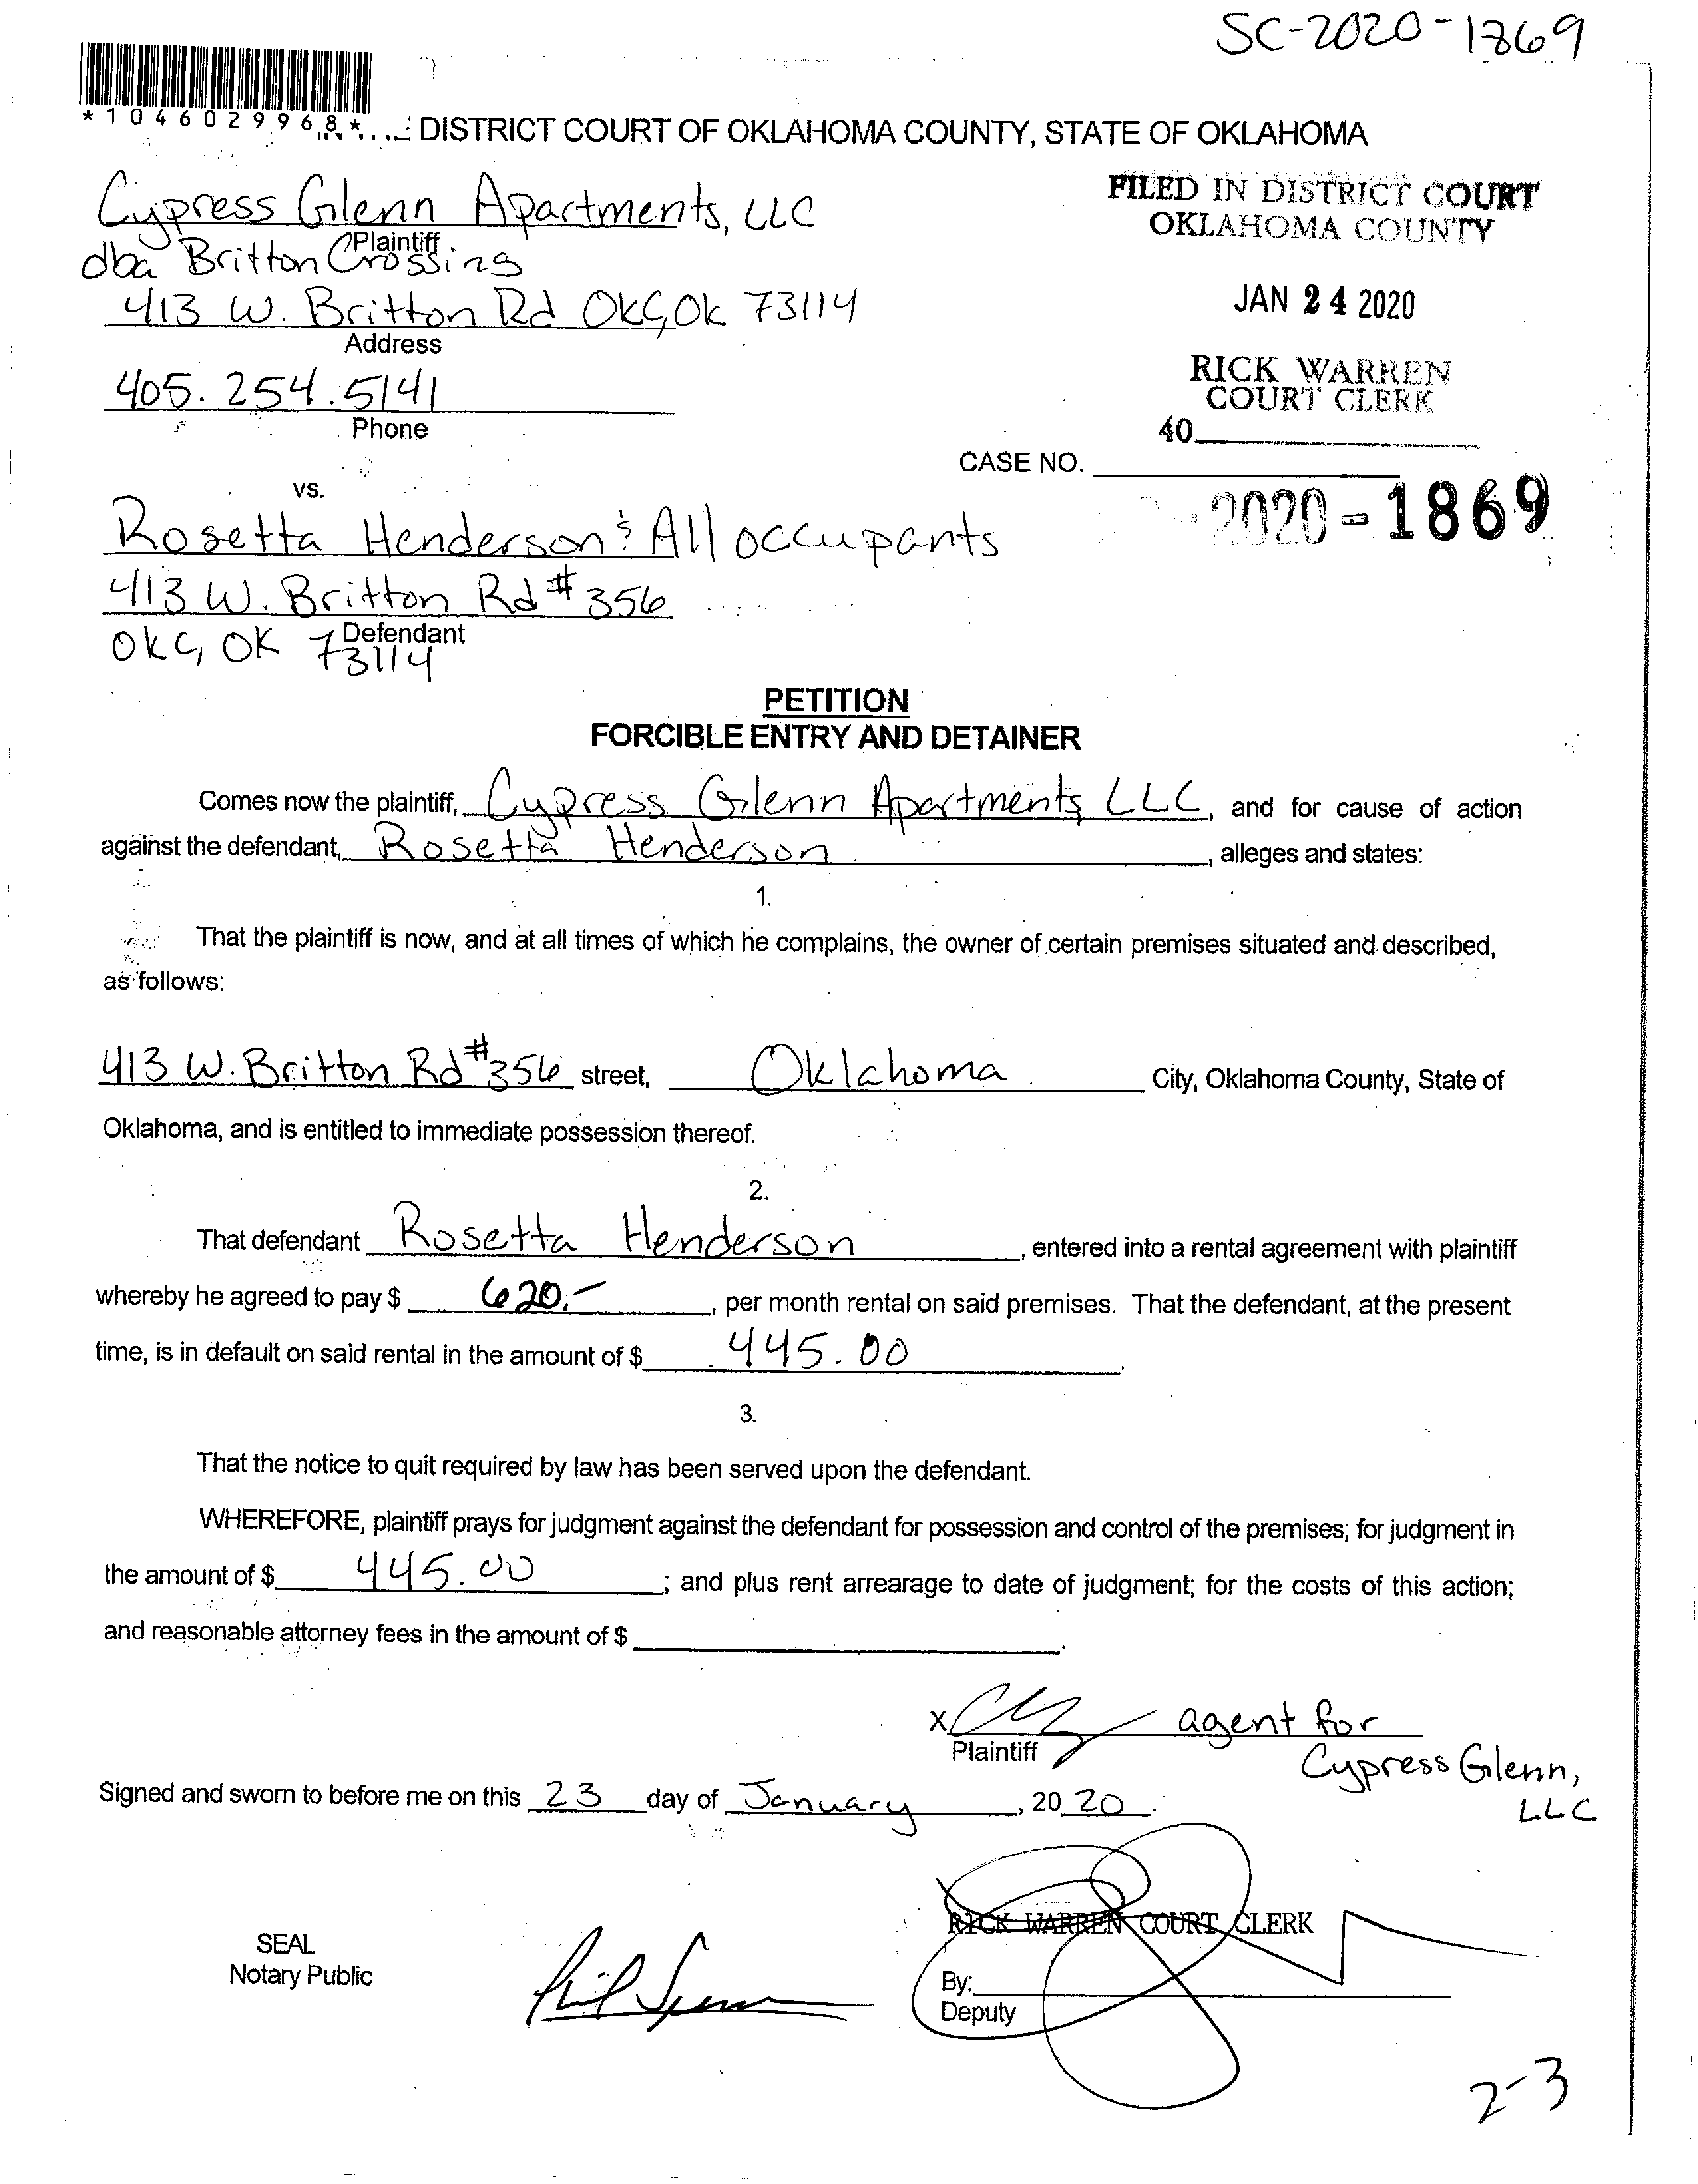 SC-2020-1869
*1046029968*
DISTRICT COURT OF OKLAHOMA COUNTY, STATE OF OKLAHOMA
Cypress Glenn Apartments, LLC
Plaintiff
dba Britton Crossing
413 W. Britton Rd OKC, OK 73114
Address
405.254.5141
Phone
FILED IN DISTRICT COURT
OKLAHOMA COUNTY
JAN 24 2020
RICK WARREN
COURT CLERK
40
CASE NO.
2020-1869
vs.
Rosetta Henderson & All occupants
413 W. Britton Rd #356
Defendant
OKC, OK 73114
PETITION
FORCIBLE ENTRY AND DETAINER
Comes now the plaintiff, Cypress Glenn Apartments LLC, and for cause of action
against the defendant, Rosetta Henderson, alleges and states:
1.
That the plaintiff is now, and at all times of which he complains, the owner of certain premises situated and described,
as follows:
413 W. Britton Rd #356 street, Oklahoma City, Oklahoma County, State of
Oklahoma, and is entitled to immediate possession thereof.
2.
That defendant Rosetta Henderson, entered into a rental agreement with plaintiff
whereby he agreed to pay $ 620.-, per month rental on said premises. That the defendant, at the present
time, is in default on said rental in the amount of $ 445.00.
3.
That the notice to quit required by law has been served upon the defendant.
WHEREFORE, plaintiff prays for judgment against the defendant for possession and control of the premises; for judgment in
the amount of $ 445.00; and plus rent arrearage to date of judgment; for the costs of this action;
and reasonable attorney fees in the amount of $
x agent for
Plaintiff
Cypress Glenn,
LLC
Signed and sworn to before me on this 23 day of January, 2020.
RICK WARREN COURT CLERK
SEAL
Notary Public
By:
Deputy
2-3